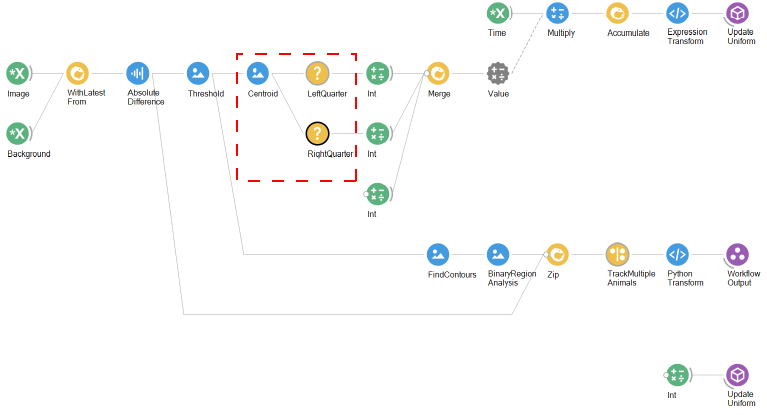 Time
Multiply
Accumulate
Expression
Transform
Update
Uniform
Image
WithLatest
From
Absolute
Difference
Threshold
Centroid
LeftQuarter
Int
Merge
Value
Background
RightQuarter
Int
Int
FindContours
BinaryRegion
Analysis
Zip
TrackMultiple
Animals
Python
Transform
Workflow
Output
Int
Update
Uniform